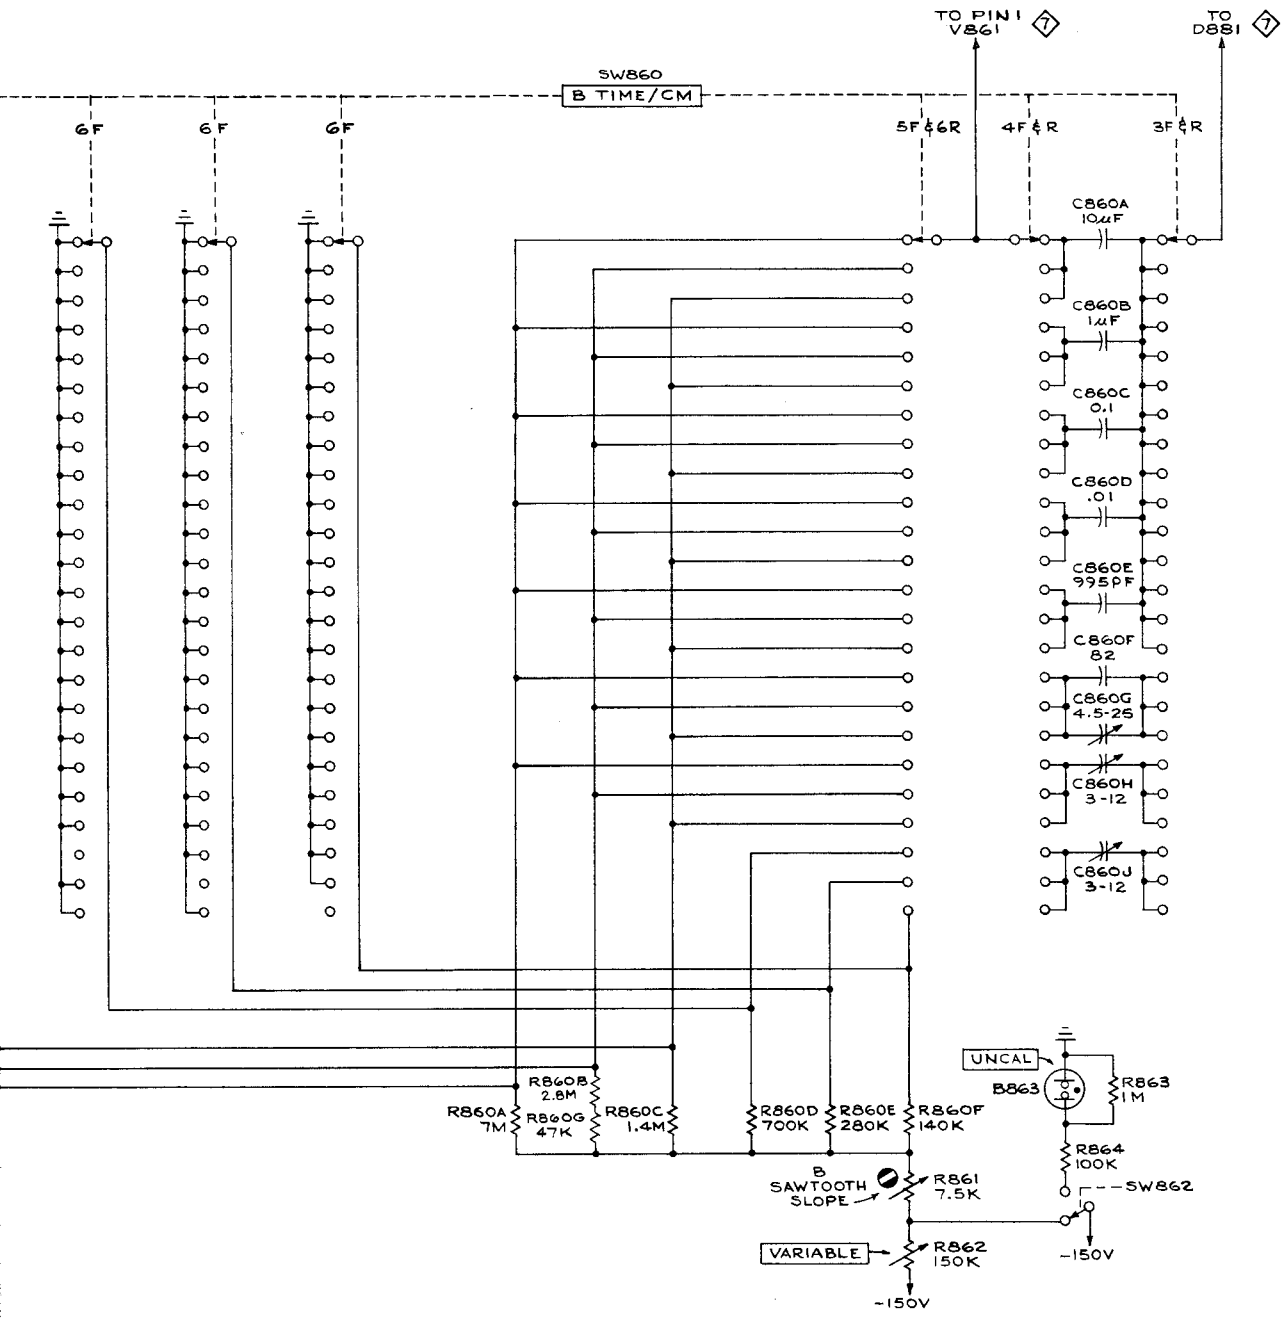 TO PIN 1
V861
7
TO
D881
7
SW860
B TIME/CM
6F
6F
6F
5F & 6R
4F & R
3F & R
C860A
10µF
C860B
1µF
C860C
0.1
C860D
.01
C860E
995PF
C860F
82
C860G
4.5-25
C860H
3-12
C860J
3-12
UNCAL
B863
R863
1M
R860B
2.8M
R860A
7M
R860G
47K
R860C
1.4M
R860D
700K
R860E
280K
R860F
140K
R864
100K
B
SAWTOOTH
SLOPE
R861
7.5K
SW862
VARIABLE
R862
150K
-150V
-150V